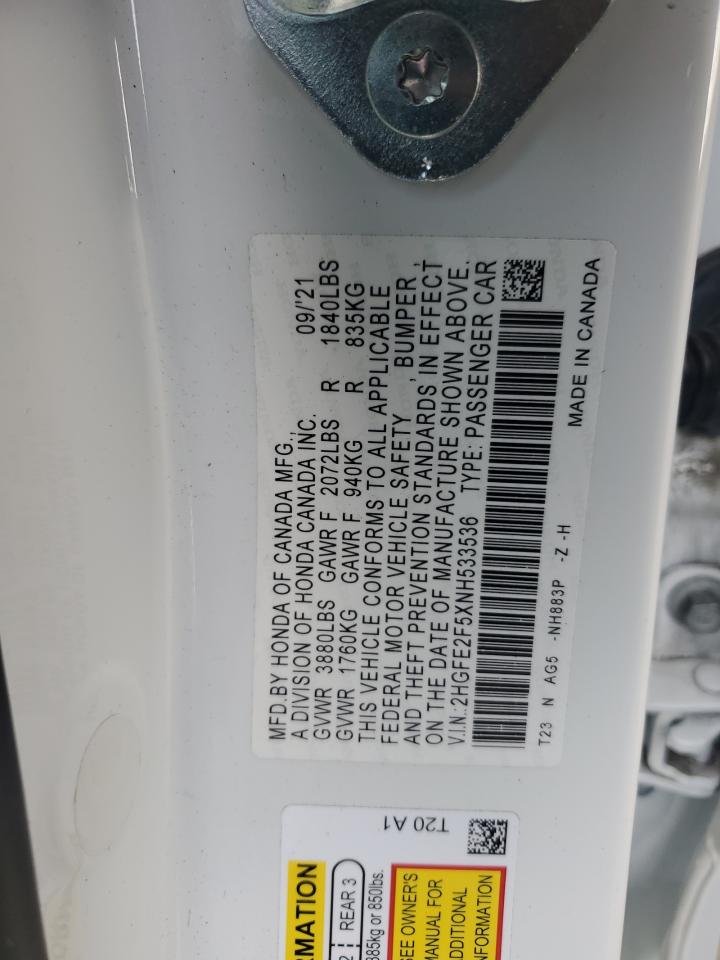 MFD.BY HONDA OF CANADA MFG.,
A DIVISION OF HONDA CANADA INC. 09/'21
GVWR 3880LBS GAWR F 2072LBS R 1840LBS
GVWR 1760KG GAWR F 940KG R 835KG
THIS VEHICLE CONFORMS TO ALL APPLICABLE
FEDERAL MOTOR VEHICLE SAFETY , BUMPER ,
AND THEFT PREVENTION STANDARDS IN EFFECT
ON THE DATE OF MANUFACTURE SHOWN ABOVE.
V.I.N.:2HGFE2F5XNH533536 TYPE: PASSENGER CAR
T23 N AG5 -NH883P -Z -H
MADE IN CANADA
T20 A1
RMATION
2 REAR 3
385kg or 850lbs.
SEE OWNER'S
MANUAL FOR
ADDITIONAL
INFORMATION